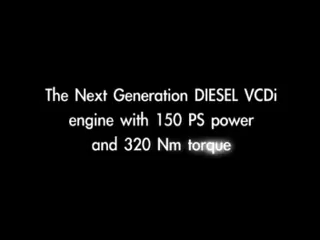 The Next Generation DIESEL VCDi
engine with 150 PS power
and 320 Nm torque